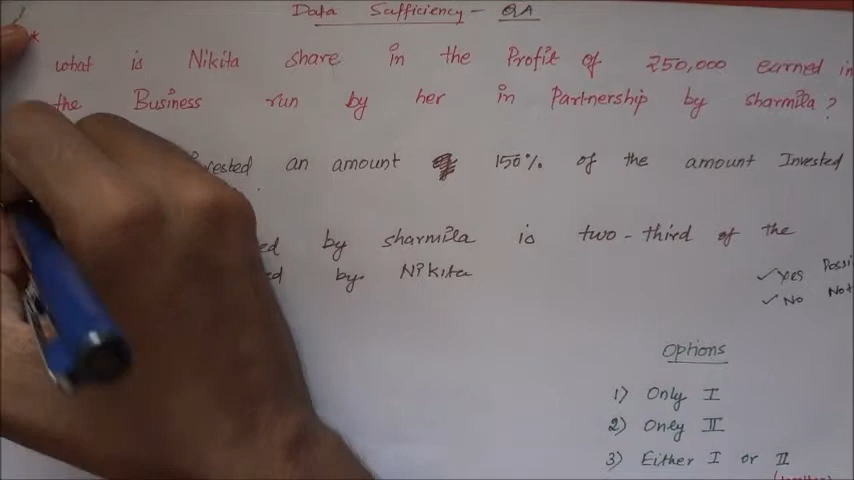 Data Sufficiency - QA
* what is Nikita share in the Profit of 250,000 earned in
the Business run by her in Partnership by sharmila?
an amount 150% of the amount Invested
by sharmila is two-third of the
by Nikita
✓Yes
✓No
Options
1) Only I
2) Only II
3) Either I or II